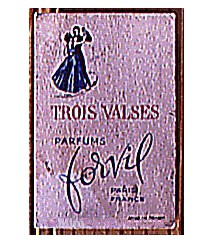 TROIS VALSES
PARFUMS
forvil
PARIS
FRANCE